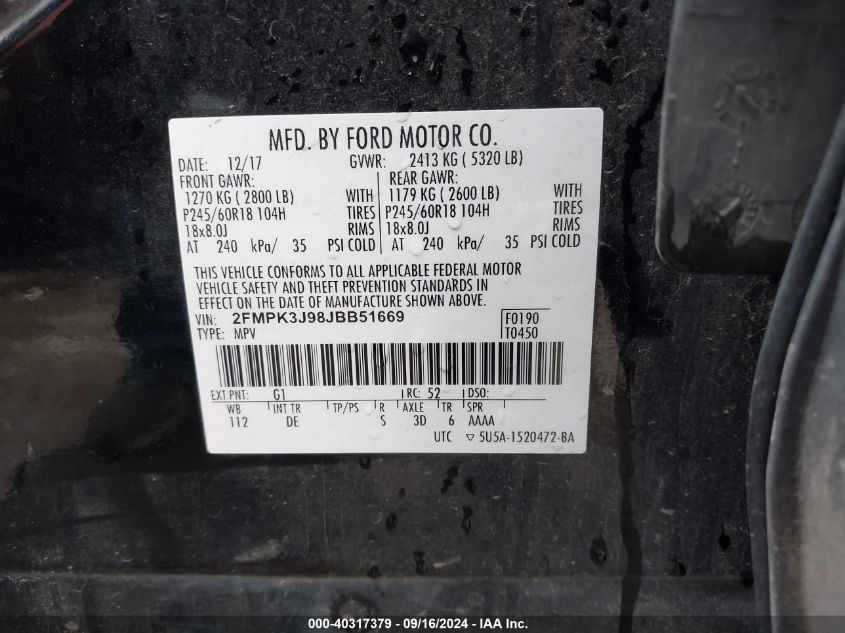 MFD. BY FORD MOTOR CO.
DATE: 12/17 GVWR: 2413 KG ( 5320 LB)
FRONT GAWR: REAR GAWR:
1270 KG ( 2800 LB) WITH 1179 KG ( 2600 LB) WITH
P245/60R18 104H TIRES P245/60R18 104H TIRES
18x8.0J RIMS 18x8.0J RIMS
AT 240 kPa/ 35 PSI COLD AT 240 kPa/ 35 PSI COLD
THIS VEHICLE CONFORMS TO ALL APPLICABLE FEDERAL MOTOR
VEHICLE SAFETY AND THEFT PREVENTION STANDARDS IN
EFFECT ON THE DATE OF MANUFACTURE SHOWN ABOVE.
VIN: 2FMPK3J98JBB51669 F0190
TYPE: MPV T0450
EXT PNT: G1 RC: 52 DSO:
WB INT TR TP/PS R AXLE TR SPR
112 DE S 3D 6 AAAA
UTC ▽ 5U5A-1520472-BA
000-40317379 - 09/16/2024 - IAA Inc.